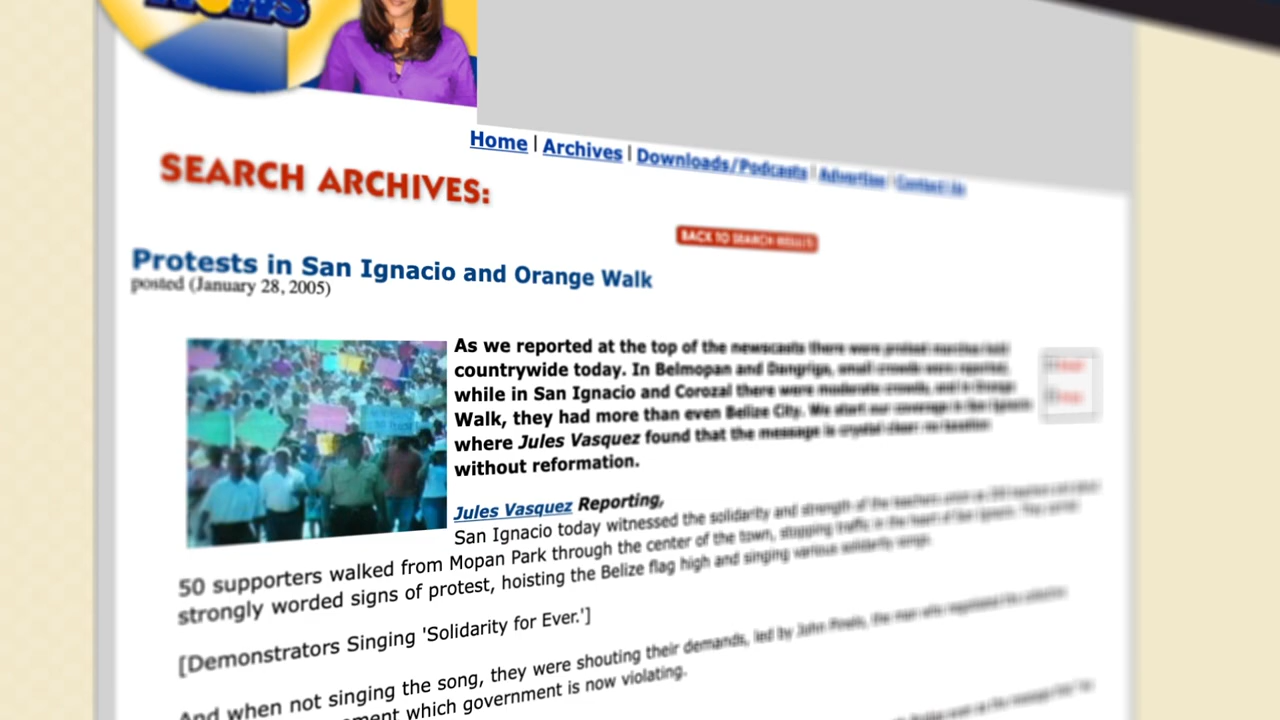 News
Home | Archives | Downloads/Podcasts | Advertise | Contact Us
SEARCH ARCHIVES:
BACK TO SEARCH RESULTS
Protests in San Ignacio and Orange Walk
posted (January 28, 2005)
As we reported at the top of the newscasts there were protest marches held
countrywide today. In Belmopan and Dangriga, small crowds were reported,
while in San Ignacio and Corozal there were moderate crowds, and in Orange
Walk, they had more than even Belize City. We start our coverage in San Ignacio
where Jules Vasquez found that the message is crystal clear: no taxation
without reformation.
Jules Vasquez Reporting,
San Ignacio today witnessed the solidarity and strength of the teachers union as
50 supporters walked from Mopan Park through the center of the town, stopping traffic in the heart of San Ignacio. They carried
strongly worded signs of protest, hoisting the Belize flag high and singing various solidarity songs.
[Demonstrators Singing 'Solidarity for Ever.']
And when not singing the song, they were shouting their demands, led by John Pinelo, the man who negotiated the
ment which government is now violating.